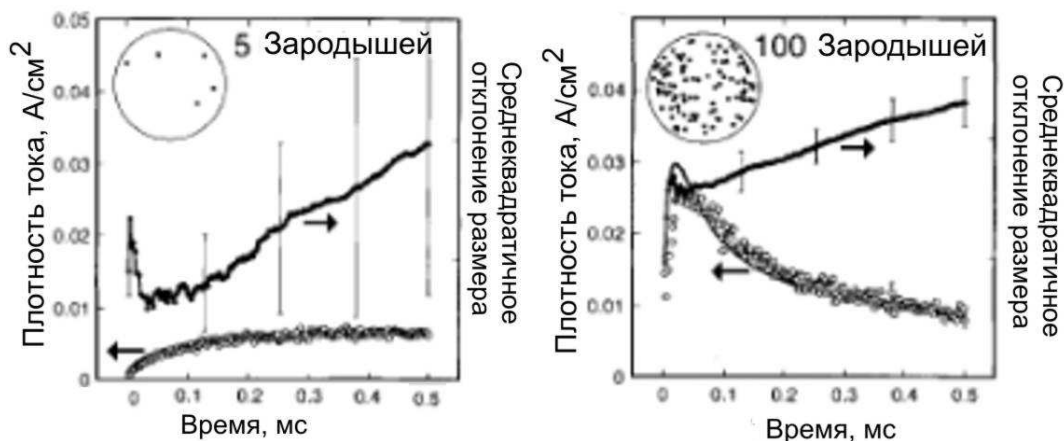 5 Зародышей
Плотность тока, А/см²
0.05
0.04
0.03
0.02
0.01
0
0 0.1 0.2 0.3 0.4 0.5
Время, мс
Среднеквадратичное
отклонение размера
100 Зародышей
Плотность тока, А/см²
0.04
0.03
0.02
0.01
0
0 0.1 0.2 0.3 0.4 0.5
Время, мс
Среднеквадратичное
отклонение размера